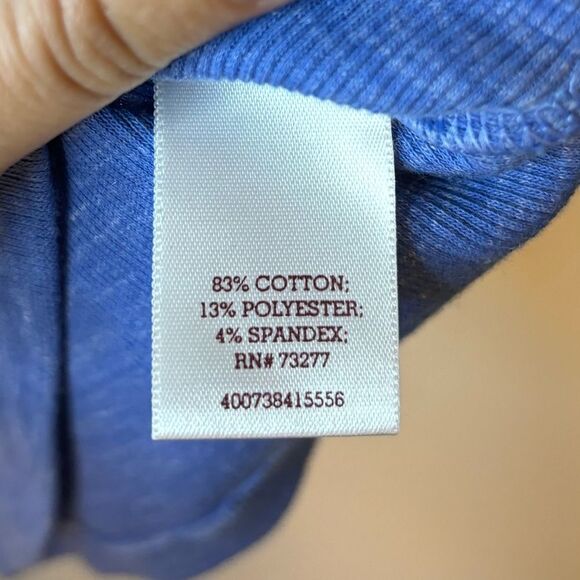 83% COTTON;
13% POLYESTER;
4% SPANDEX;
RN# 73277
400738415556